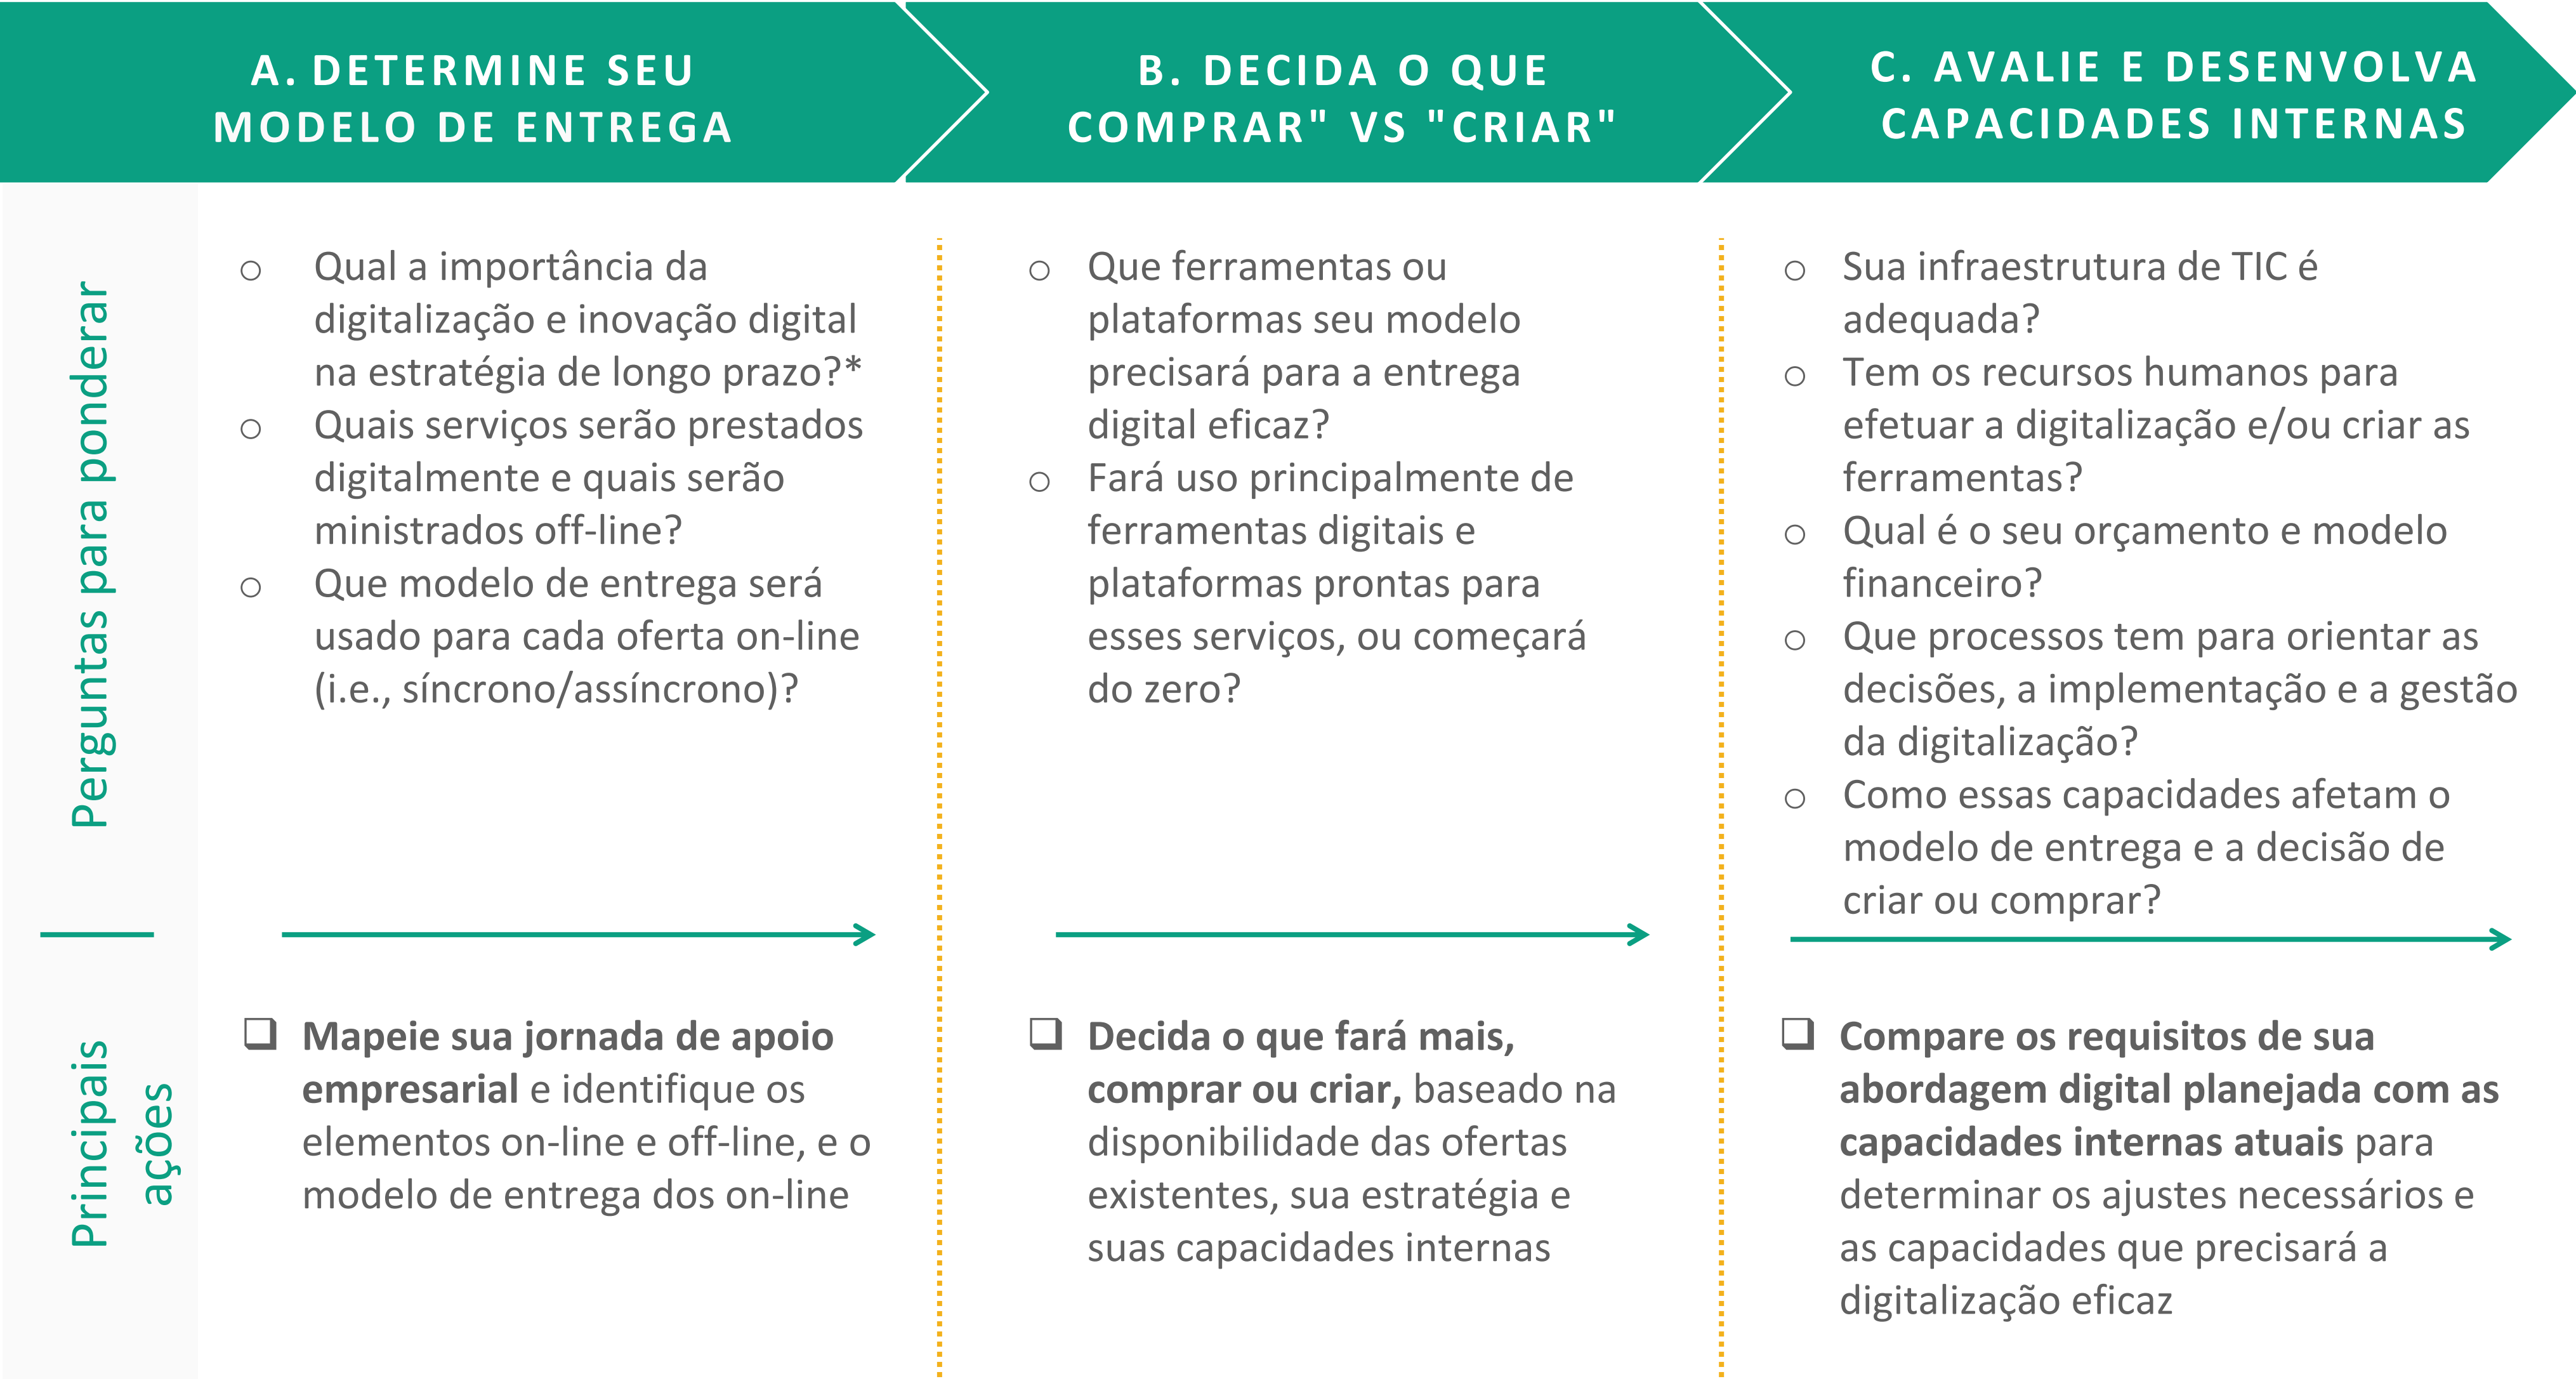 A. DETERMINE SEU
MODELO DE ENTREGA
B. DECIDA O QUE
COMPRAR" VS "CRIAR"
C. AVALIE E DESENVOLVA
CAPACIDADES INTERNAS
Perguntas para ponderar
o Qual a importância da
digitalização e inovação digital
na estratégia de longo prazo?*
o Quais serviços serão prestados
digitalmente e quais serão
ministrados off-line?
o Que modelo de entrega será
usado para cada oferta on-line
(i.e., síncrono/assíncrono)?
o Que ferramentas ou
plataformas seu modelo
precisará para a entrega
digital eficaz?
o Fará uso principalmente de
ferramentas digitais e
plataformas prontas para
esses serviços, ou começará
do zero?
o Sua infraestrutura de TIC é
adequada?
o Tem os recursos humanos para
efetuar a digitalização e/ou criar as
ferramentas?
o Qual é o seu orçamento e modelo
financeiro?
o Que processos tem para orientar as
decisões, a implementação e a gestão
da digitalização?
o Como essas capacidades afetam o
modelo de entrega e a decisão de
criar ou comprar?
Principais
ações
❑ Mapeie sua jornada de apoio
empresarial e identifique os
elementos on-line e off-line, e o
modelo de entrega dos on-line
❑ Decida o que fará mais,
comprar ou criar, baseado na
disponibilidade das ofertas
existentes, sua estratégia e
suas capacidades internas
❑ Compare os requisitos de sua
abordagem digital planejada com as
capacidades internas atuais para
determinar os ajustes necessários e
as capacidades que precisará a
digitalização eficaz